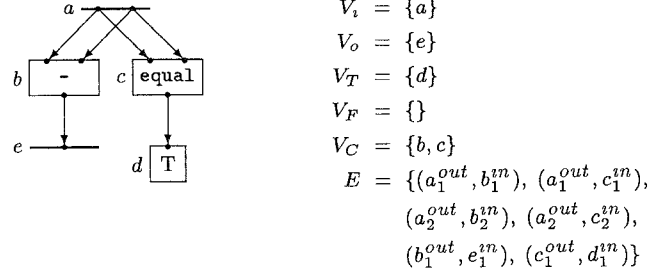 a
b
-
c
equal
e
d
T
V_i = {a}
V_o = {e}
V_T = {d}
V_F = {}
V_C = {b, c}
E = {(a_1^{out}, b_1^{in}), (a_1^{out}, c_1^{in}),
(a_2^{out}, b_2^{in}), (a_2^{out}, c_2^{in}),
(b_1^{out}, e_1^{in}), (c_1^{out}, d_1^{in})}